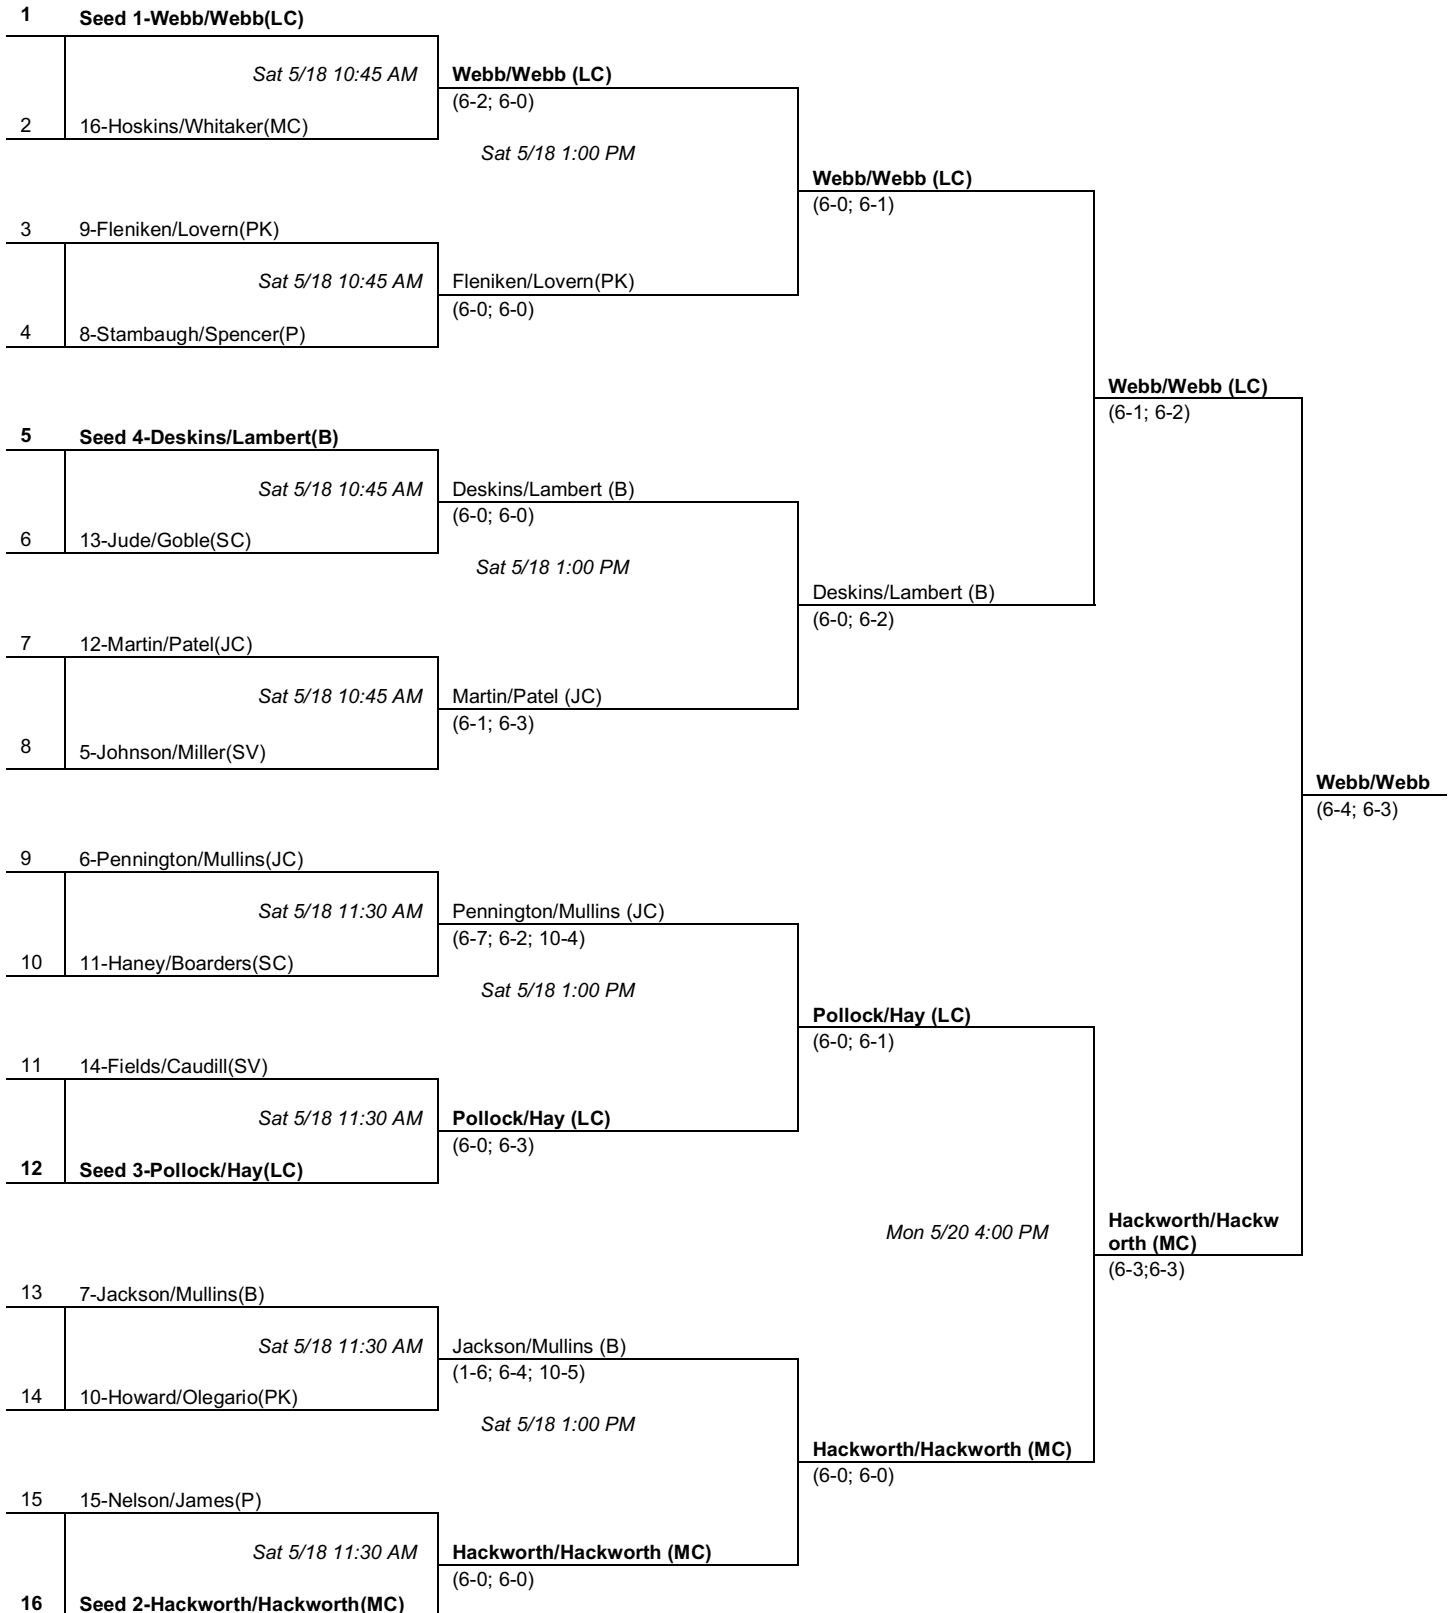 1 Seed 1-Webb/Webb(LC)
Sat 5/18 10:45 AM Webb/Webb (LC)
(6-2; 6-0)
2 16-Hoskins/Whitaker(MC)
Sat 5/18 1:00 PM
Webb/Webb (LC)
(6-0; 6-1)
3 9-Fleniken/Lovern(PK)
Sat 5/18 10:45 AM Fleniken/Lovern(PK)
(6-0; 6-0)
4 8-Stambaugh/Spencer(P)
Webb/Webb (LC)
(6-1; 6-2)
5 Seed 4-Deskins/Lambert(B)
Sat 5/18 10:45 AM Deskins/Lambert (B)
(6-0; 6-0)
6 13-Jude/Goble(SC)
Sat 5/18 1:00 PM
Deskins/Lambert (B)
(6-0; 6-2)
7 12-Martin/Patel(JC)
Sat 5/18 10:45 AM Martin/Patel (JC)
(6-1; 6-3)
8 5-Johnson/Miller(SV)
Webb/Webb
(6-4; 6-3)
9 6-Pennington/Mullins(JC)
Sat 5/18 11:30 AM Pennington/Mullins (JC)
(6-7; 6-2; 10-4)
10 11-Haney/Boarders(SC)
Sat 5/18 1:00 PM
Pollock/Hay (LC)
(6-0; 6-1)
11 14-Fields/Caudill(SV)
Sat 5/18 11:30 AM Pollock/Hay (LC)
(6-0; 6-3)
12 Seed 3-Pollock/Hay(LC)
Mon 5/20 4:00 PM
Hackworth/Hackw
orth (MC)
(6-3;6-3)
13 7-Jackson/Mullins(B)
Sat 5/18 11:30 AM Jackson/Mullins (B)
(1-6; 6-4; 10-5)
14 10-Howard/Olegario(PK)
Sat 5/18 1:00 PM
Hackworth/Hackworth (MC)
(6-0; 6-0)
15 15-Nelson/James(P)
Sat 5/18 11:30 AM Hackworth/Hackworth (MC)
(6-0; 6-0)
16 Seed 2-Hackworth/Hackworth(MC)